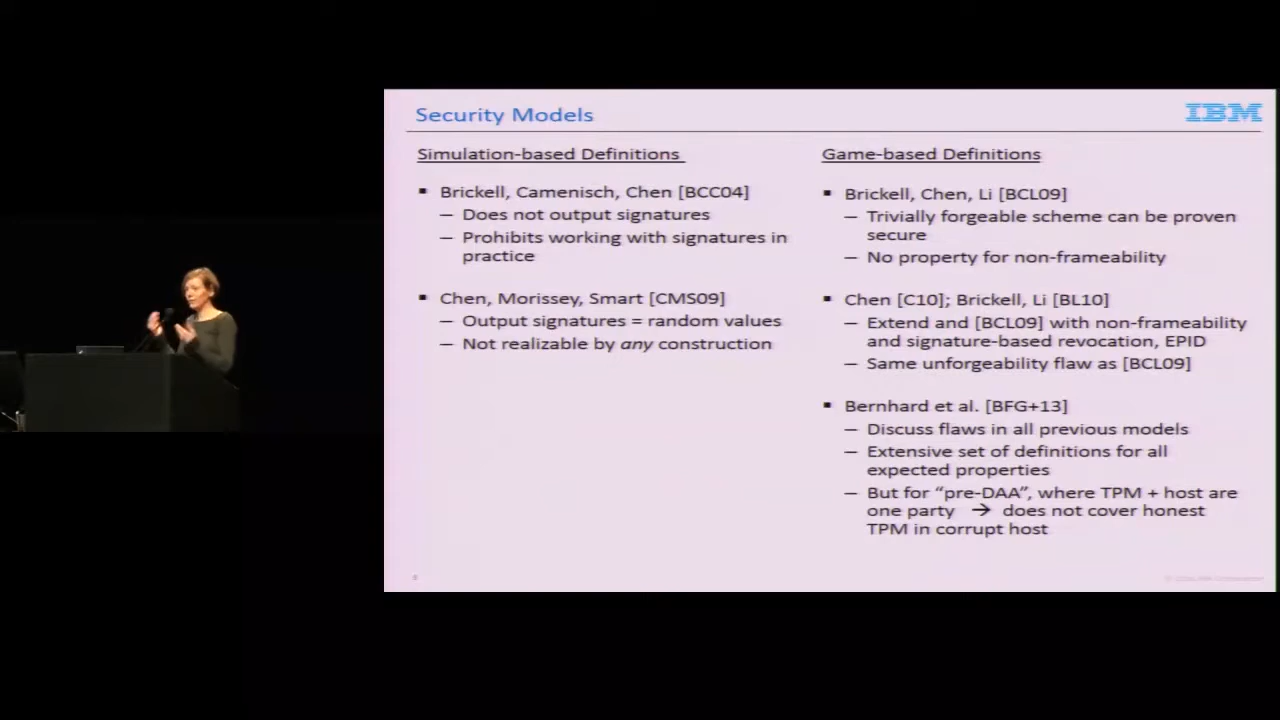 Security Models
IBM
Simulation-based Definitions
▪ Brickell, Camenisch, Chen [BCC04]
– Does not output signatures
– Prohibits working with signatures in
practice
▪ Chen, Morissey, Smart [CMS09]
– Output signatures = random values
– Not realizable by any construction
Game-based Definitions
▪ Brickell, Chen, Li [BCL09]
– Trivially forgeable scheme can be proven
secure
– No property for non-frameability
▪ Chen [C10]; Brickell, Li [BL10]
– Extend and [BCL09] with non-frameability
and signature-based revocation, EPID
– Same unforgeability flaw as [BCL09]
▪ Bernhard et al. [BFG+13]
– Discuss flaws in all previous models
– Extensive set of definitions for all
expected properties
– But for “pre-DAA”, where TPM + host are
one party → does not cover honest
TPM in corrupt host